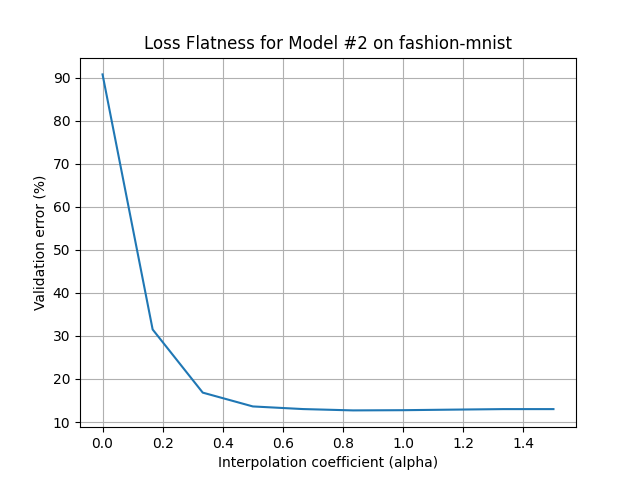 Loss Flatness for Model #2 on fashion-mnist
Validation error (%)
90
80
70
60
50
40
30
20
10
0.0 0.2 0.4 0.6 0.8 1.0 1.2 1.4
Interpolation coefficient (alpha)